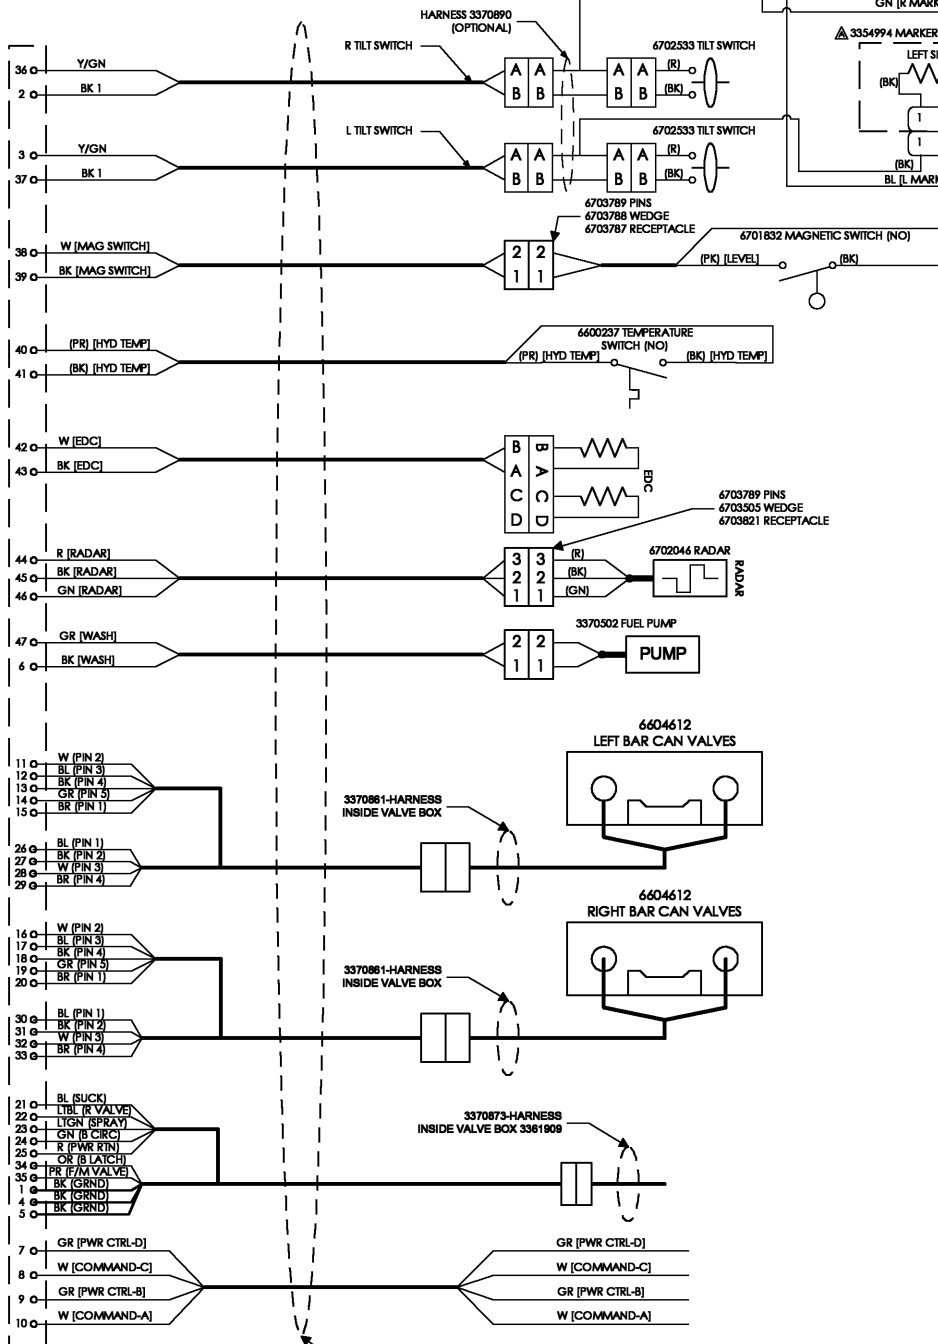 GN [R MARK
HARNESS 3370890
(OPTIONAL)
3354994 MARKER
R TILT SWITCH
6702533 TILT SWITCH
LEFT SI
36 Y/GN A A A A (R)
(BK)
2 BK 1 B B B B (BK)
1
L TILT SWITCH
6702533 TILT SWITCH
1
3 Y/GN A A A A (R)
(BK)
37 BK 1 B B B B (BK)
BL [L MARK
6703789 PINS
6703788 WEDGE
6703787 RECEPTACLE
6701832 MAGNETIC SWITCH (NO)
38 W [MAG SWITCH] 2 2
(PK) [LEVEL] (BK)
39 BK [MAG SWITCH] 1 1
6600237 TEMPERATURE
SWITCH (NO)
40 (PR) [HYD TEMP]
(PR) [HYD TEMP] (BK) [HYD TEMP]
41 (BK) [HYD TEMP]
42 W [EDC] B B
43 BK [EDC] A A
EDC
C C
D D
6703789 PINS
6703505 WEDGE
6703821 RECEPTACLE
44 R [RADAR] 3 3 (R)
6702046 RADAR
45 BK [RADAR] 2 2 (BK)
RADAR
46 GN [RADAR] 1 1 (GN)
3370502 FUEL PUMP
47 GR [WASH] 2 2
PUMP
6 BK [WASH] 1 1
6604612
LEFT BAR CAN VALVES
11 W (PIN 2)
12 BL (PIN 3)
13 BK (PIN 4)
14 GR (PIN 5)
15 BR (PIN 1)
3370861-HARNESS
INSIDE VALVE BOX
26 BL (PIN 1)
27 BK (PIN 2)
28 W (PIN 3)
29 BR (PIN 4)
6604612
RIGHT BAR CAN VALVES
16 W (PIN 2)
17 BL (PIN 3)
18 BK (PIN 4)
19 GR (PIN 5)
20 BR (PIN 1)
3370861-HARNESS
INSIDE VALVE BOX
30 BL (PIN 1)
31 BK (PIN 2)
32 W (PIN 3)
33 BR (PIN 4)
21 BL (SUCK)
22 LTBL (R VALVE)
23 LTGN (SPRAY)
24 GN (B CIRC)
25 R (PWR RTN)
34 OR (B LATCH)
35 PR (F/M VALVE)
1 BK (GRND)
4 BK (GRND)
5 BK (GRND)
3370873-HARNESS
INSIDE VALVE BOX 3361909
7 GR [PWR CTRL-D] GR [PWR CTRL-D]
8 W [COMMAND-C] W [COMMAND-C]
9 GR [PWR CTRL-B] GR [PWR CTRL-B]
10 W [COMMAND-A] W [COMMAND-A]